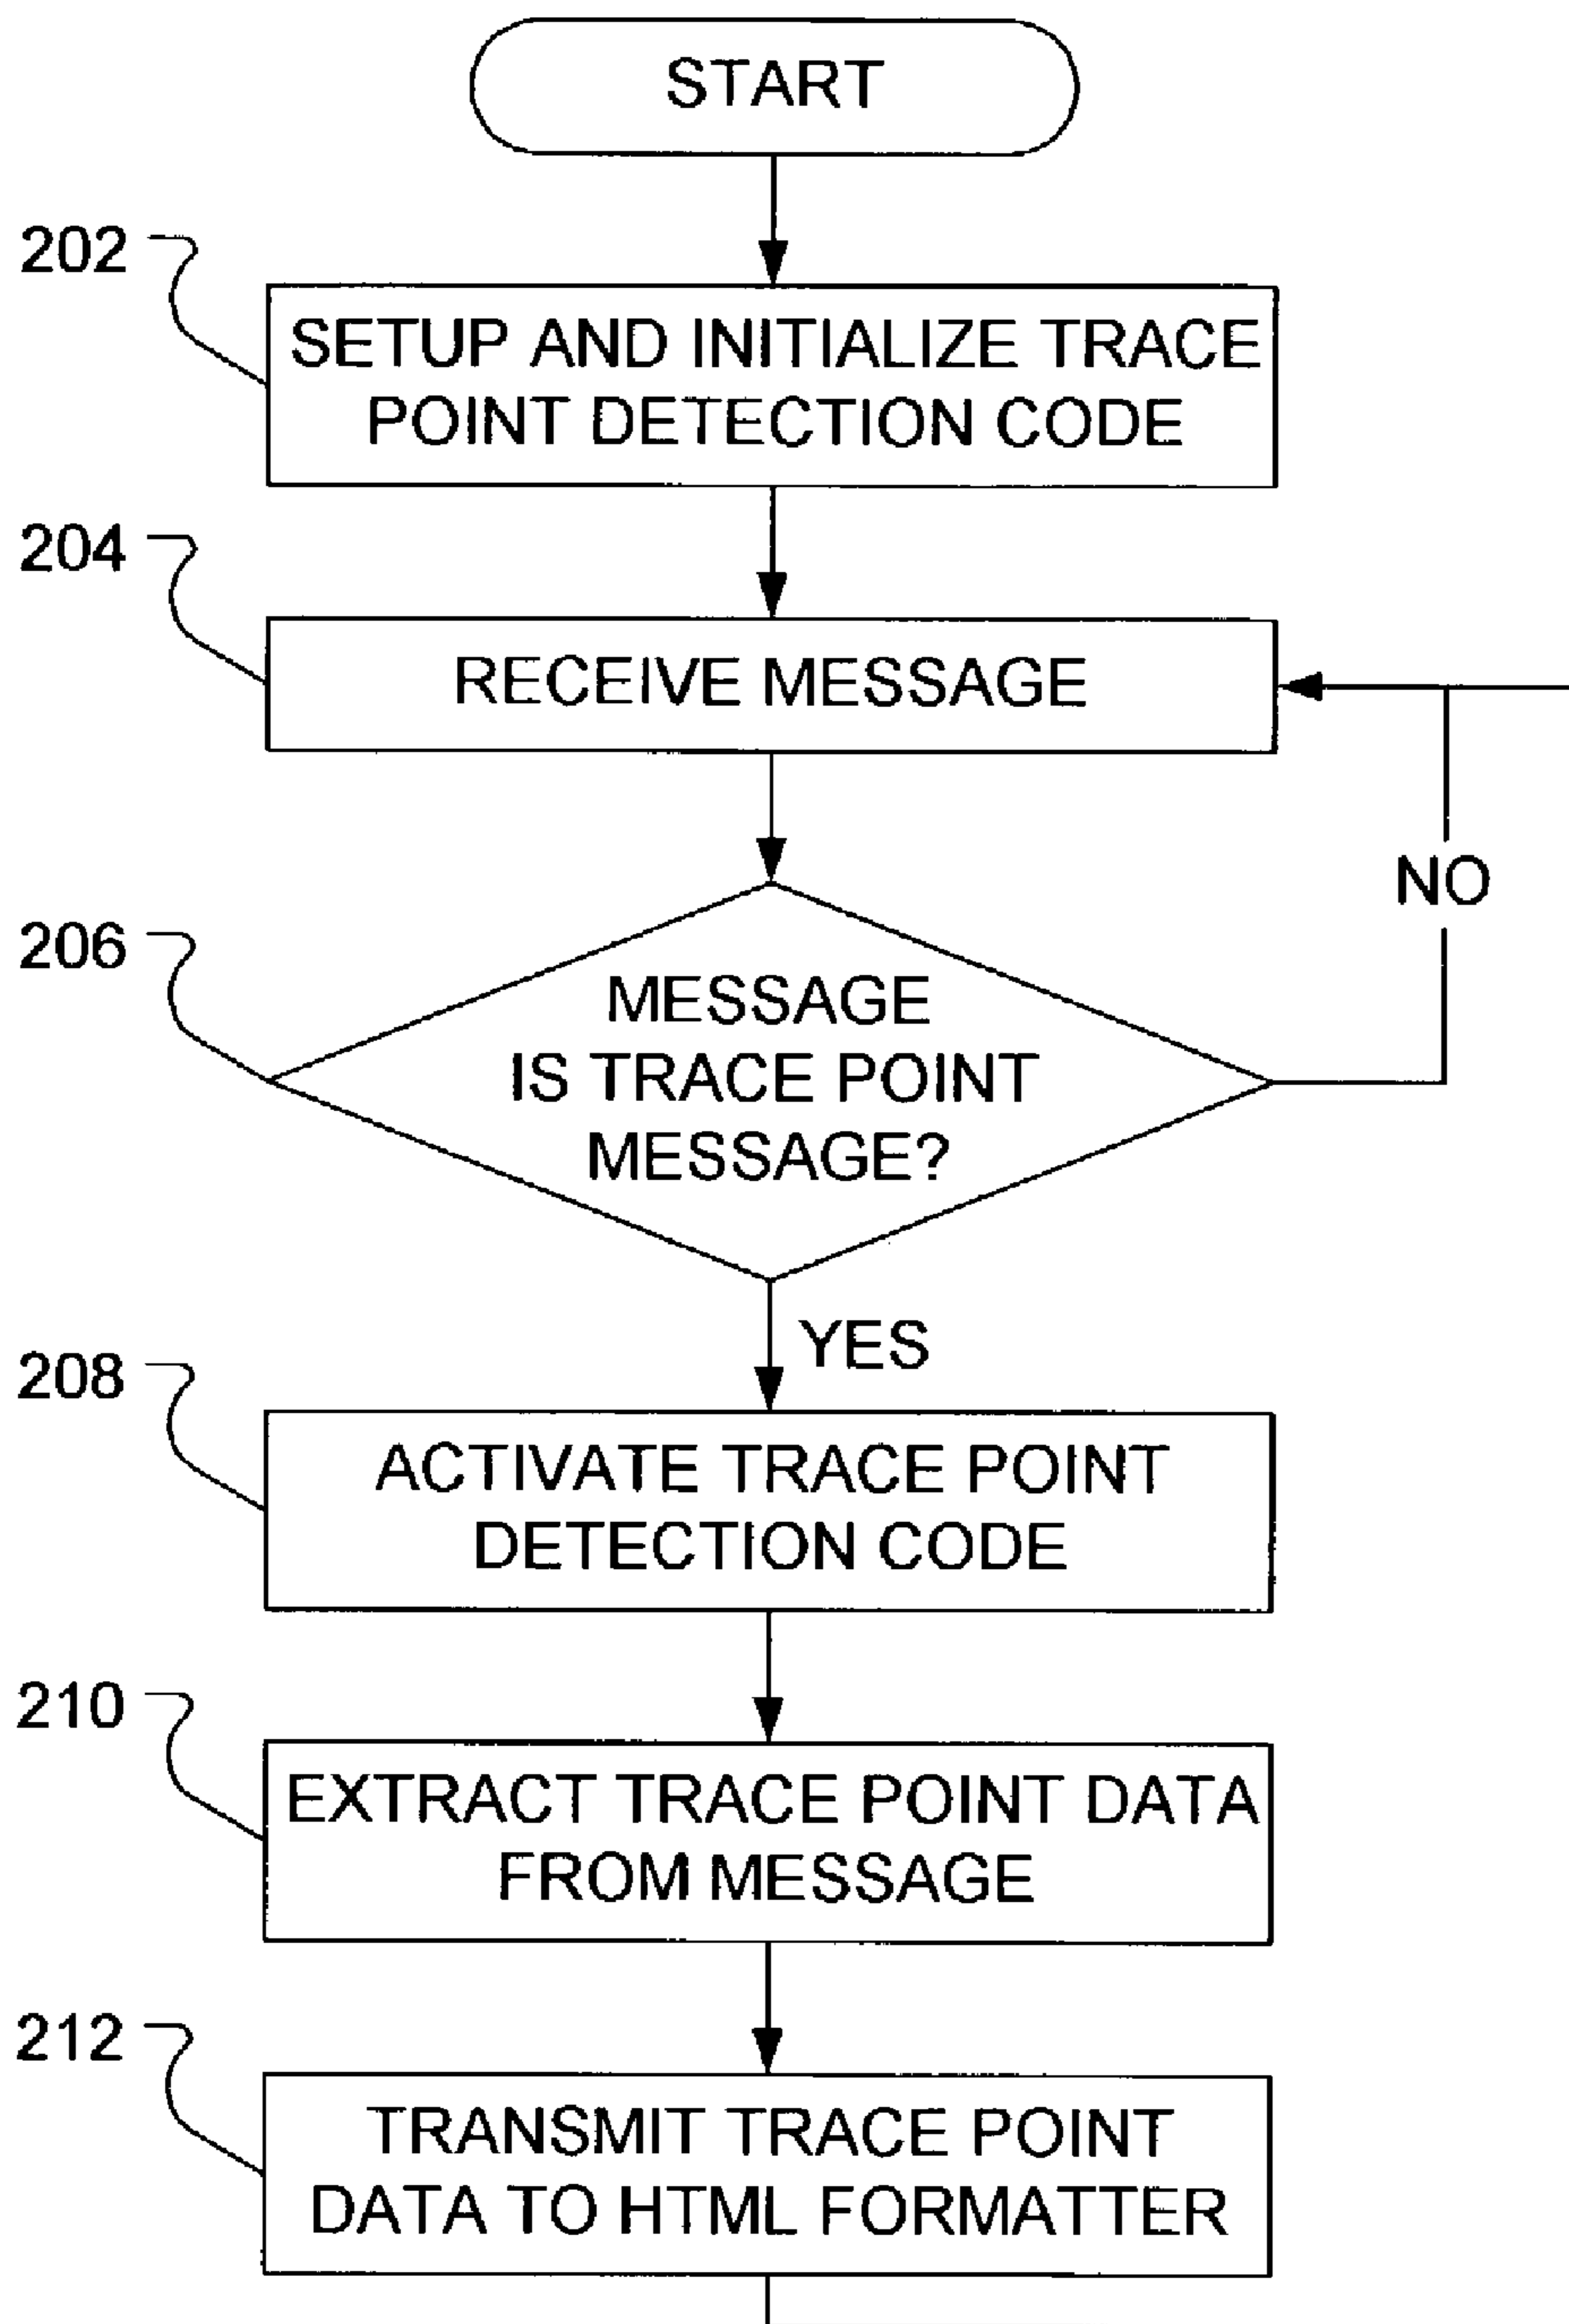 START
202
SETUP AND INITIALIZE TRACE
POINT DETECTION CODE
204
RECEIVE MESSAGE
NO
206
MESSAGE
IS TRACE POINT
MESSAGE?
YES
208
ACTIVATE TRACE POINT
DETECTION CODE
210
EXTRACT TRACE POINT DATA
FROM MESSAGE
212
TRANSMIT TRACE POINT
DATA TO HTML FORMATTER